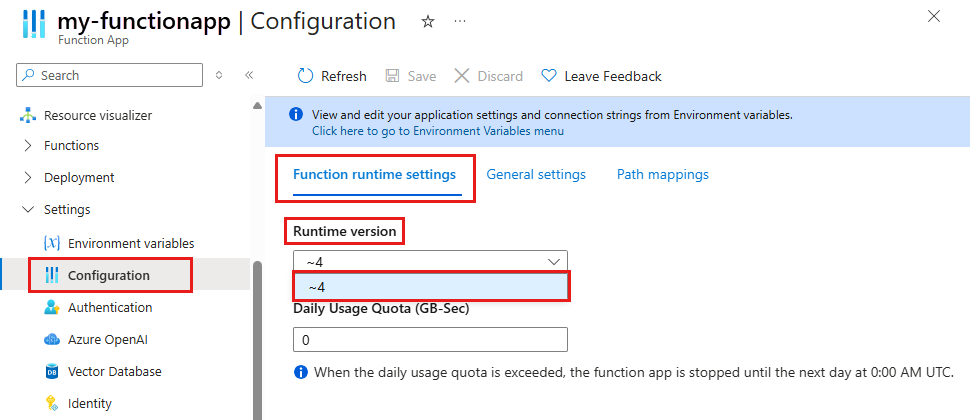 my-functionapp | Configuration
Function App
Search
Refresh
Save
Discard
Leave Feedback
Resource visualizer
Functions
Deployment
Settings
Environment variables
Configuration
Authentication
Azure OpenAI
Vector Database
Identity
View and edit your application settings and connection strings from Environment variables.
Click here to go to Environment Variables menu
Function runtime settings
General settings
Path mappings
Runtime version
~4
~4
Daily Usage Quota (GB-Sec)
0
When the daily usage quota is exceeded, the function app is stopped until the next day at 0:00 AM UTC.